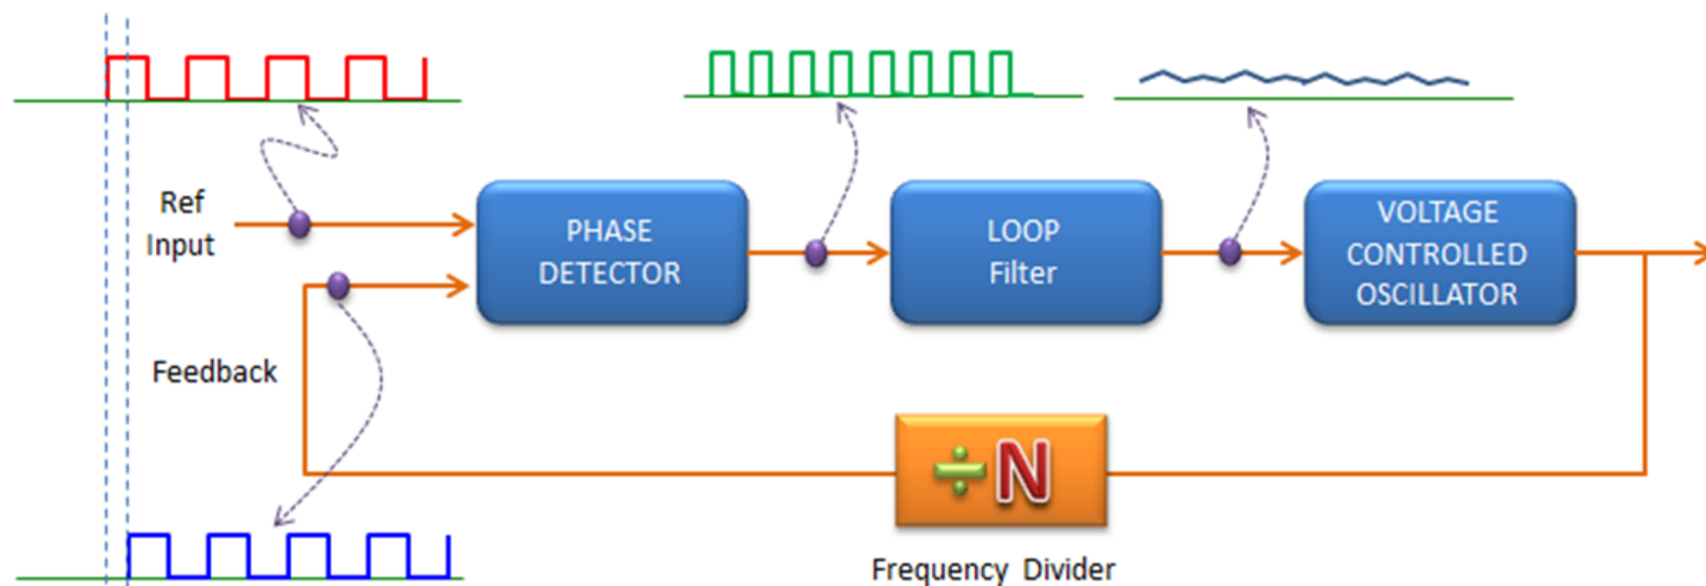 Ref
Input
PHASE
DETECTOR
LOOP
Filter
VOLTAGE
CONTROLLED
OSCILLATOR
Feedback
÷N
Frequency Divider